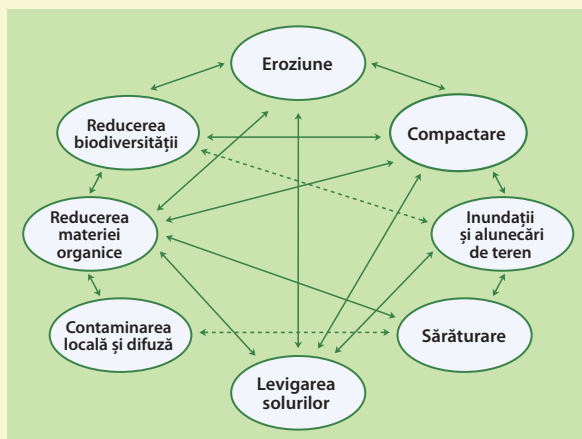 Eroziune
Reducerea
biodiversității
Compactare
Reducerea
materiei
organice
Inundații
și alunecări
de teren
Contaminarea
locală și difuză
Sărăturare
Levigarea
solurilor